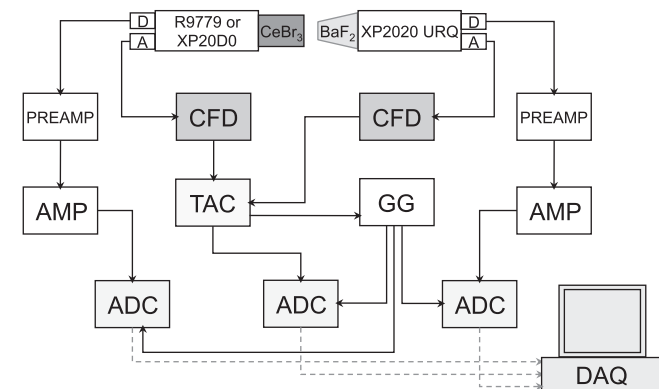 D
R9779 or
XP20D0
CeBr3
A
BaF2
XP2020 URQ
D
A
PREAMP
CFD
CFD
PREAMP
AMP
TAC
GG
AMP
ADC
ADC
ADC
DAQ